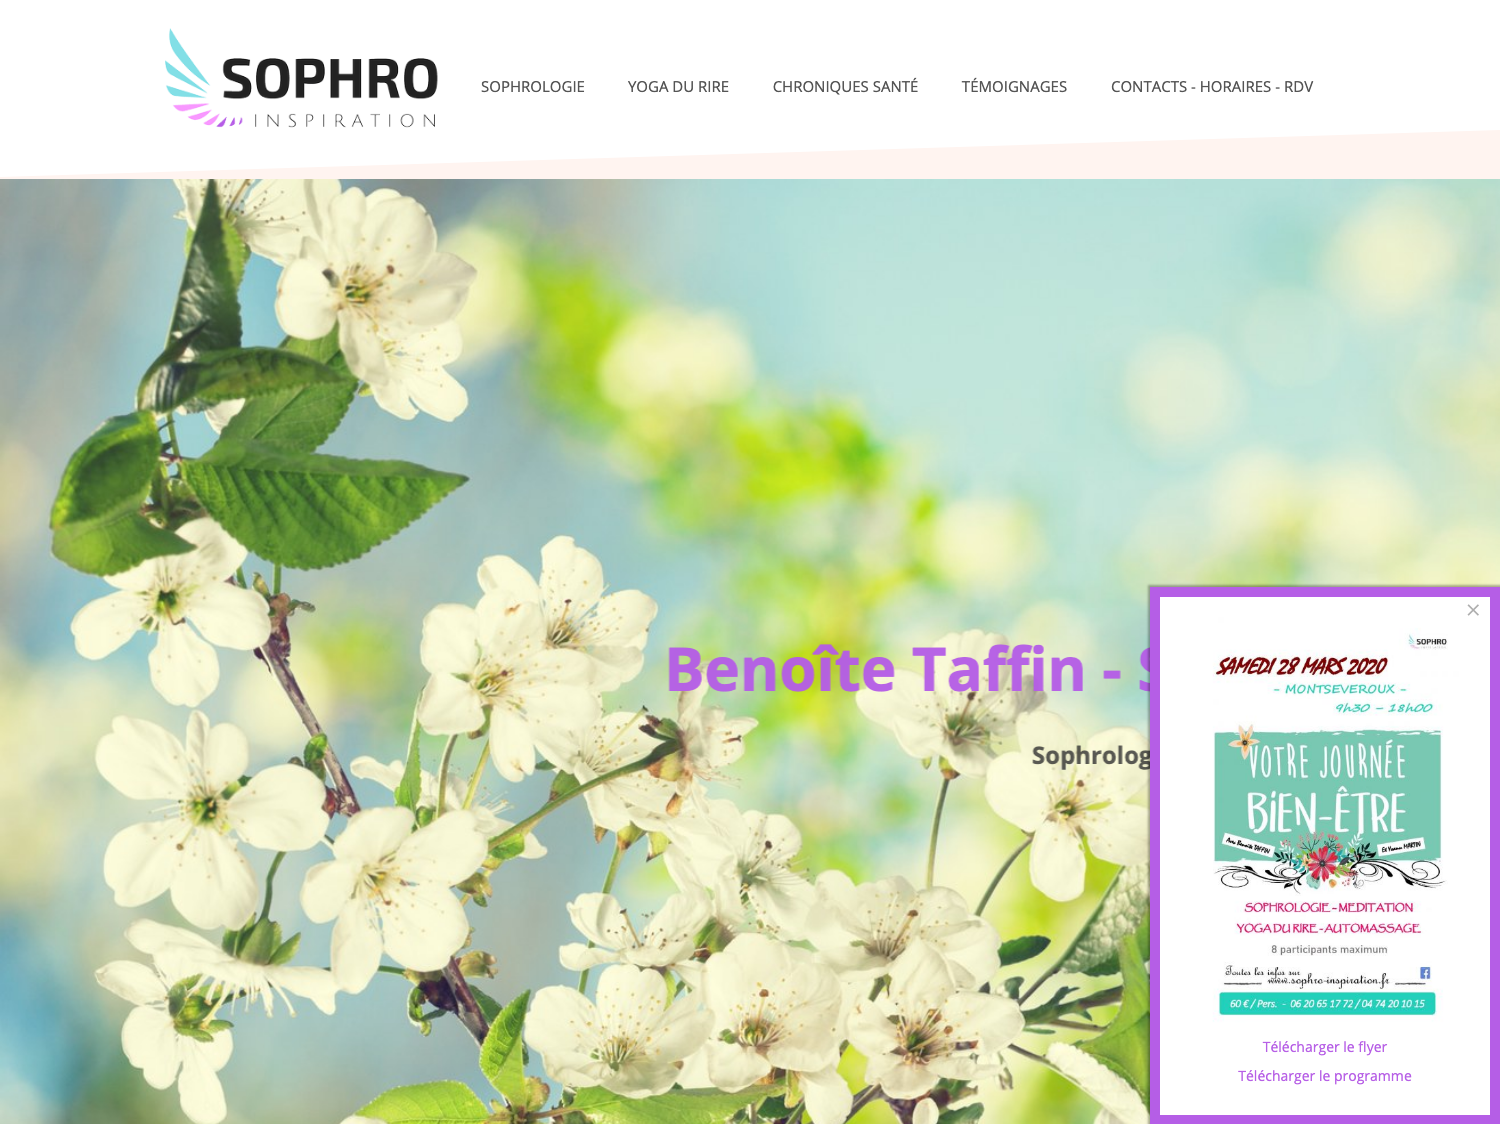 SOPHRO
INSPIRATION
SOPHROLOGIE
YOGA DU RIRE
CHRONIQUES SANTÉ
TÉMOIGNAGES
CONTACTS - HORAIRES - RDV
Benoîte Taffin - S
Sophrolog
SOPHRO
SAMEDI 28 MARS 2020
- MONTSEVEROUX -
9h30 - 18h00
VOTRE JOURNÉE
BiEN-ÊTRE
Avec Benoîte TAFFIN
Et Yvanne MARTIN
SOPHROLOGIE - MEDITATION
YOGA DU RIRE - AUTOMASSAGE
8 participants maximum
Toutes les infos sur
www.sophro-inspiration.fr
60 € / Pers. - 06 20 65 17 72 / 04 74 20 10 15
Télécharger le flyer
Télécharger le programme